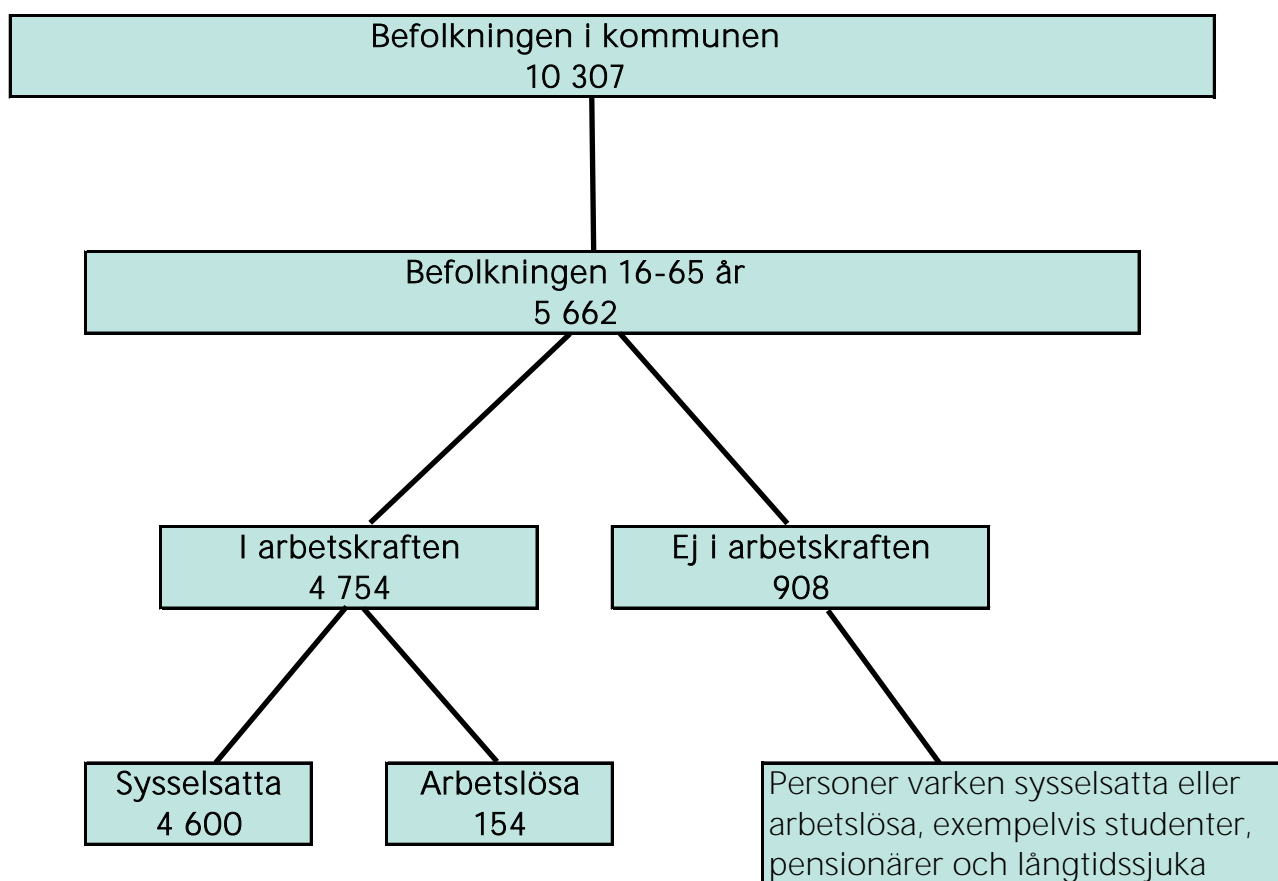 Befolkningen i kommunen
10 307
Befolkningen 16-65 år
5 662
I arbetskraften
4 754
Ej i arbetskraften
908
Sysselsatta
4 600
Arbetslösa
154
Personer varken sysselsatta eller
arbetslösa, exempelvis studenter,
pensionärer och långtidssjuka